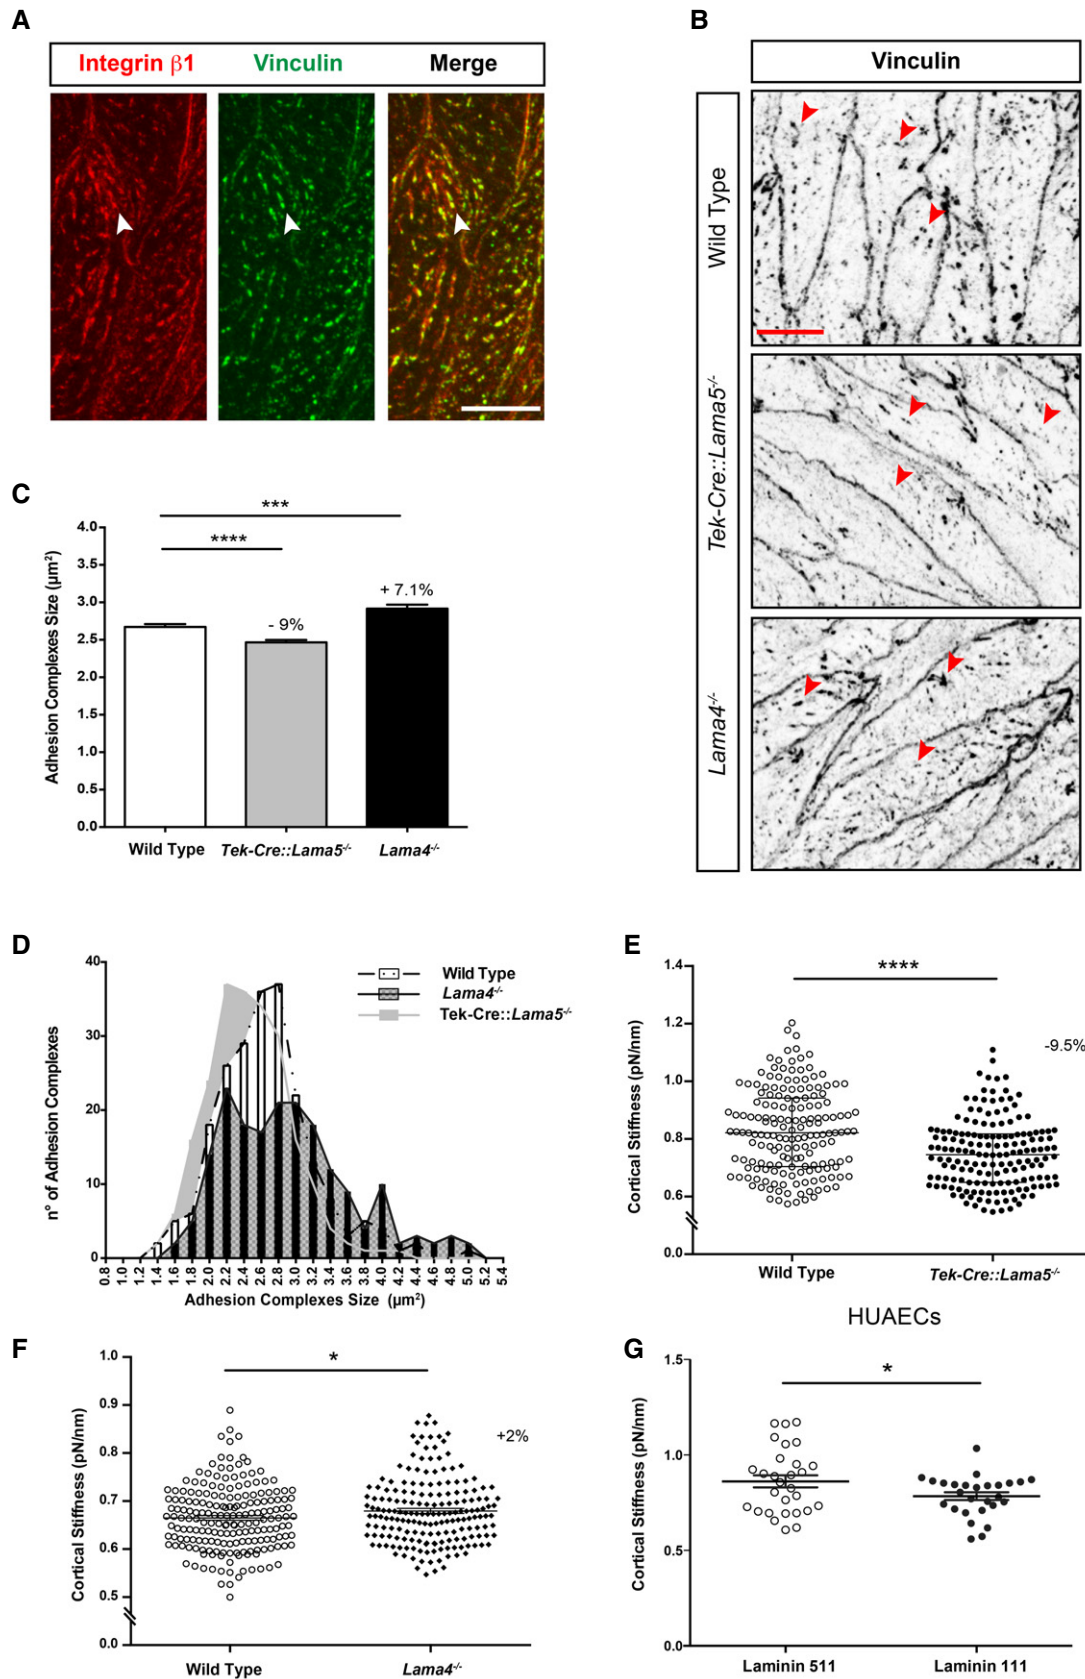 A
Integrin β1 Vinculin Merge
B
Vinculin
Wild Type
Tek-Cre::Lama5-/-
Lama4-/-
C
***
****
+ 7.1%
- 9%
Adhesion Complexes Size (µm²)
4.0
3.5
3.0
2.5
2.0
1.5
1.0
0.5
0.0
Wild Type Tek-Cre::Lama5-/- Lama4-/-
D
n° of Adhesion Complexes
40
30
20
10
0
Wild Type
Lama4-/-
Tek-Cre::Lama5-/-
0.8 1.0 1.2 1.4 1.6 1.8 2.0 2.2 2.4 2.6 2.8 3.0 3.2 3.4 3.6 3.8 4.0 4.2 4.4 4.6 4.8 5.0 5.2 5.4
Adhesion Complexes Size (µm²)
E
Cortical Stiffness (pN/nm)
1.4
1.2
1.0
0.8
0.6
0.0
****
-9.5%
Wild Type Tek-Cre::Lama5-/-
F
Cortical Stiffness (pN/nm)
1.0
0.9
0.8
0.7
0.6
0.5
0.0
*
+2%
Wild Type Lama4-/-
HUAECs
G
Cortical Stiffness (pN/nm)
1.5
1.0
0.5
0.0
*
Laminin 511 Laminin 111